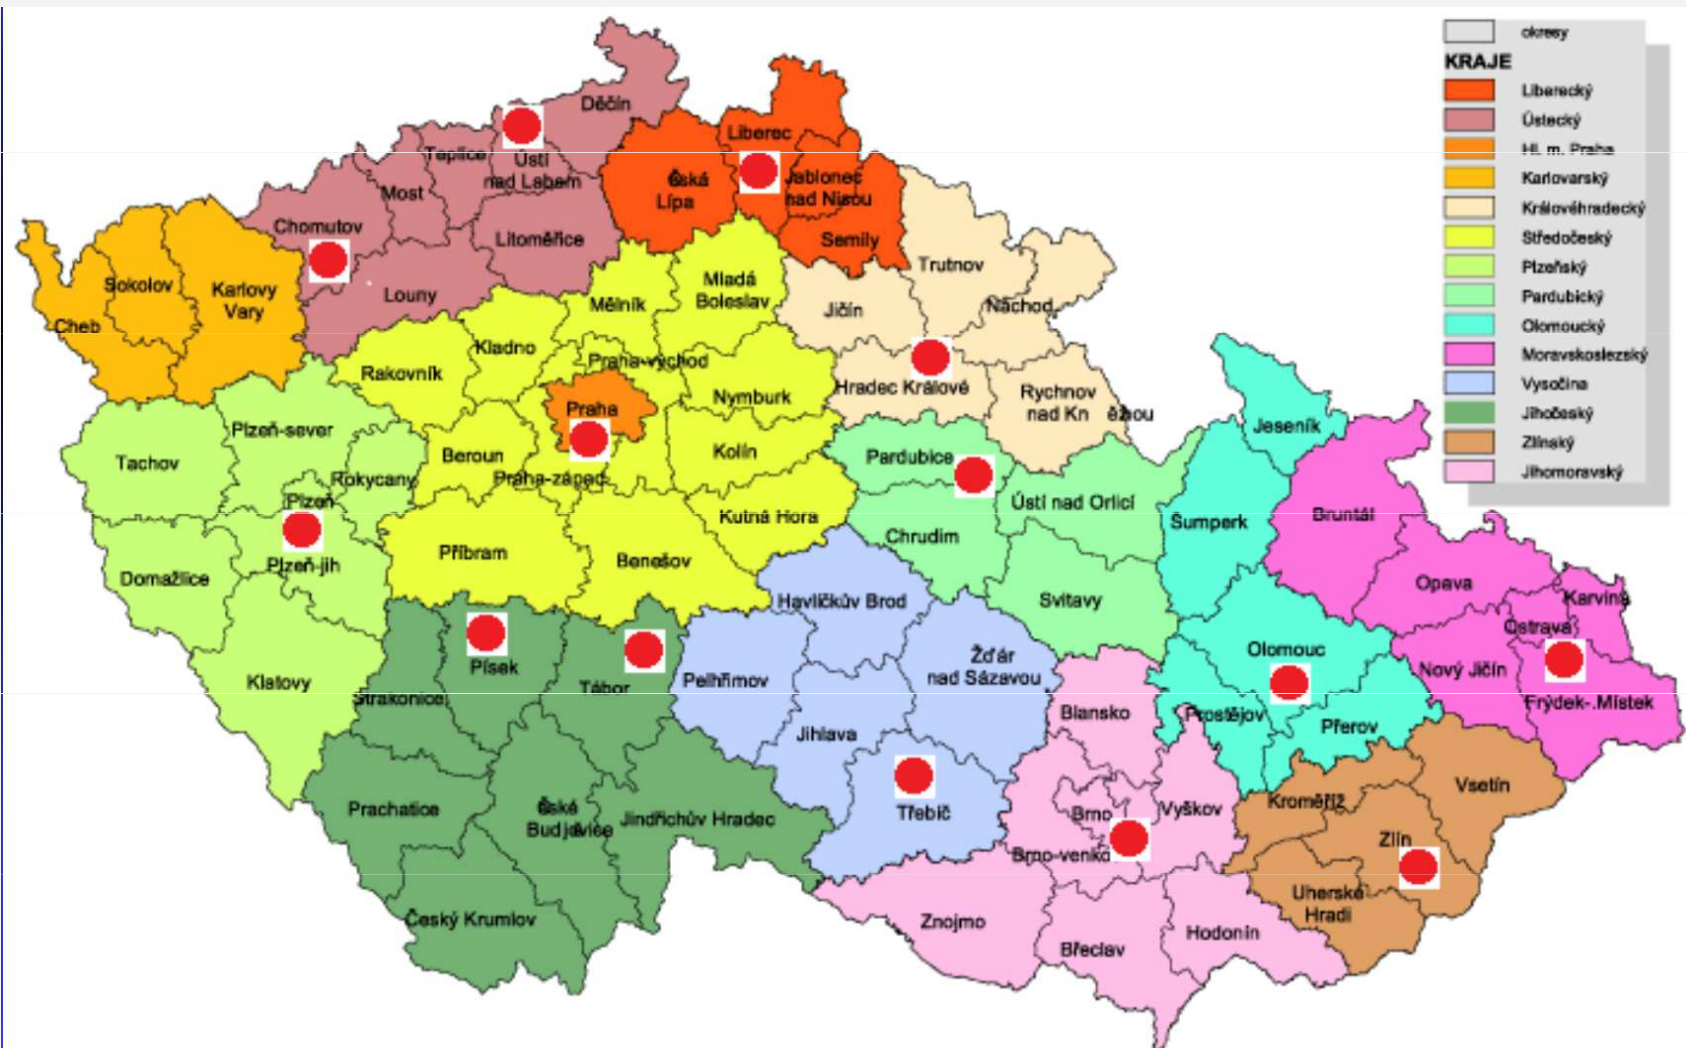 okresy
KRAJE
Liberecký
Ústecký
Hl. m. Praha
Karlovarský
Královéhradecký
Středočeský
Plzeňský
Pardubický
Olomoucký
Moravskoslezský
Vysočina
Jihočeský
Zlínský
Jihomoravský
Děčín
Teplice
Ústí
nad Labem
Most
Chomutov
Litoměřice
Louny
Liberec
Česká
Lípa
Jablonec
nad Nisou
Semily
Sokolov
Karlovy
Vary
Cheb
Trutnov
Náchod
Jičín
Hradec Králové
Rychnov
nad Kn ěžnou
Mělník
Mladá
Boleslav
Kladno
Rakovník
Praha-východ
Praha
Nymburk
Beroun
Praha-západ
Kolín
Kutná Hora
Příbram
Benešov
Plzeň-sever
Tachov
Rokycany
Plzeň
Plzeň-jih
Domažlice
Klatovy
Pardubice
Ústí nad Orlicí
Chrudim
Svitavy
Jeseník
Šumperk
Olomouc
Prostějov
Přerov
Bruntál
Opava
Karviná
Ostrava
Nový Jičín
Frýdek-.Místek
Havlíčkův Brod
Žďár
nad Sázavou
Pelhřimov
Jihlava
Třebíč
Písek
Tábor
Strakonice
Prachatice
České
Budějovice
Jindřichův Hradec
Český Krumlov
Blansko
Brno
Vyškov
Brno-venko
Znojmo
Břeclav
Hodonín
Kroměříž
Vsetín
Zlín
Uherské
Hradi